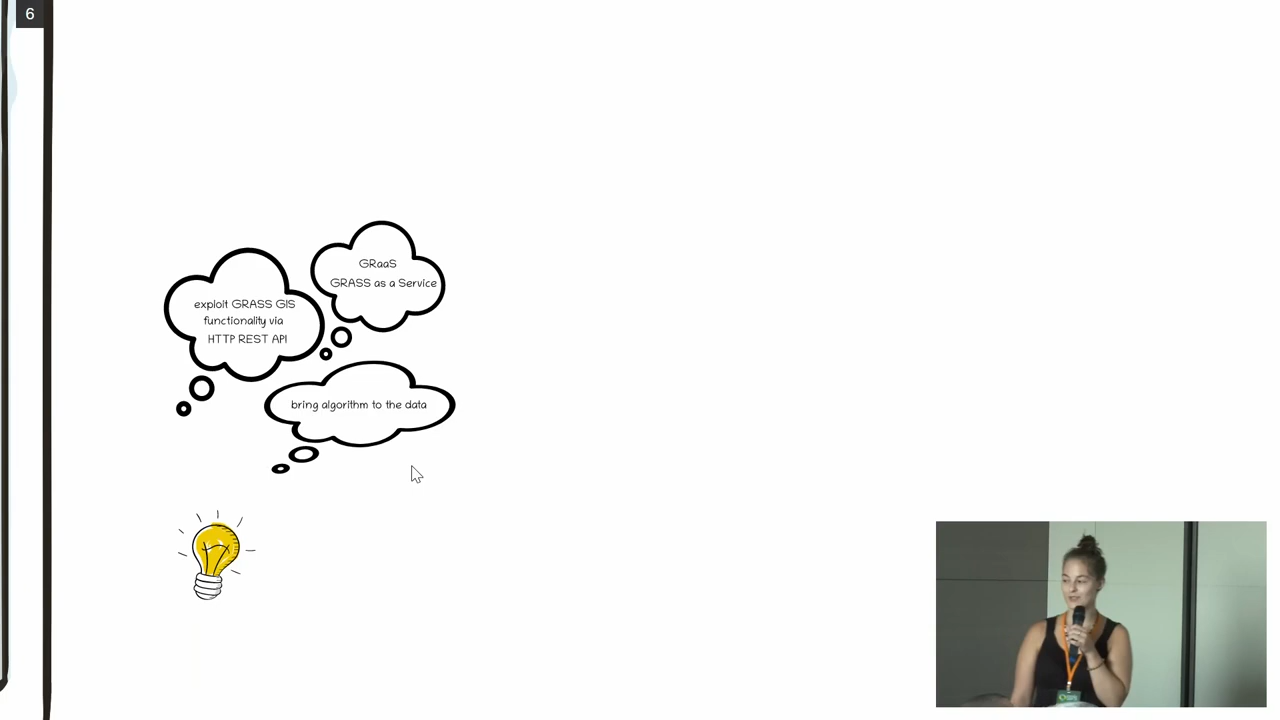 6
GRaaS
GRASS as a Service
exploit GRASS GIS
functionality via
HTTP REST API
bring algorithm to the data